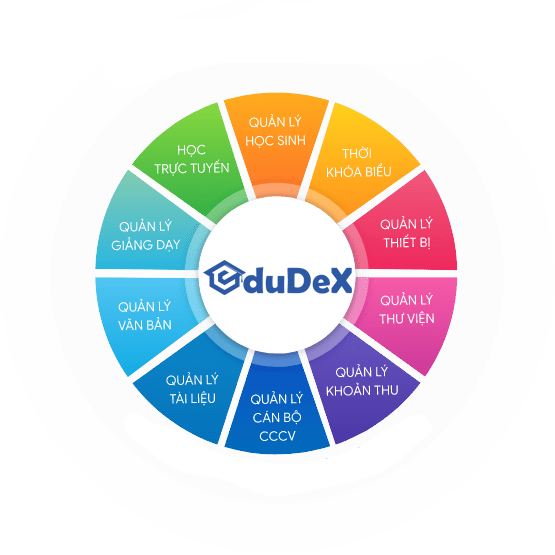 QUẢN LÝ
HỌC SINH
THỜI
KHÓA BIỂU
QUẢN LÝ
THIẾT BỊ
QUẢN LÝ
THƯ VIỆN
QUẢN LÝ
KHOẢN THU
QUẢN LÝ
CÁN BỘ
CCCV
QUẢN LÝ
TÀI LIỆU
QUẢN LÝ
VĂN BẢN
QUẢN LÝ
GIẢNG DẠY
HỌC
TRỰC TUYẾN
EduDeX